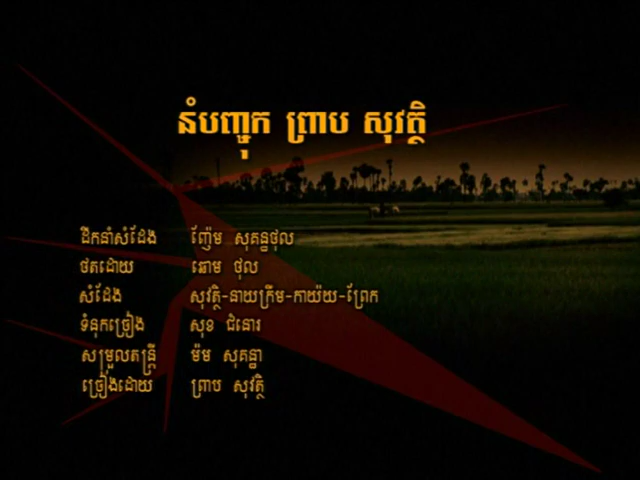 នំបញ្ចុក ព្រាប សុវត្ថិ
ដឹកនាំសំដែង ញ៉ែម សុគន្ធថុល
ថតដោយ ឆោម ថុល
សំដែង សុវត្ថិ-នាយក្រឹម-កាយ៉យ-ព្រែក
ទំនុកច្រៀង សុខ ជំនោរ
សម្រួលតន្ត្រី ម៉ម សុគន្ធា
ច្រៀងដោយ ព្រាប សុវត្ថិ